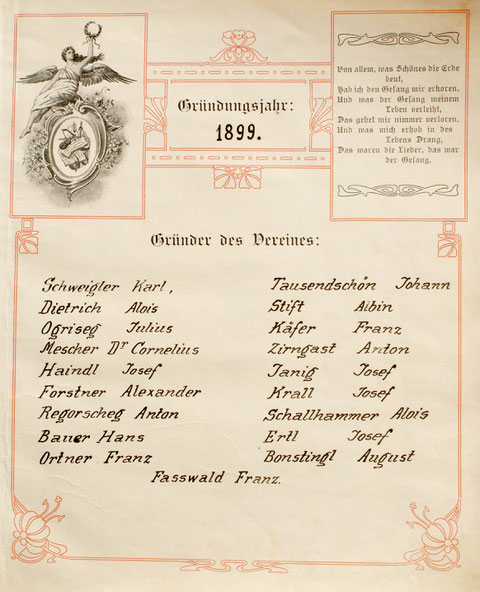 Gründungsjahr:
1899.
Von allem, was Schönes die Erde
beut,
Hab ich den Gesang mir erkoren.
Und was der Gesang meinem
Leben verleiht,
Das gehet mir nimmer verloren.
Und was mich erhob in des
Lebens Drang,
Das waren die Lieder, das war
der Gesang.
Gründer des Vereines:
Schweigler Karl,
Dietrich Alois
Ogriseg Julius
Mescher Dr Cornelius
Haindl Josef
Forstner Alexander
Regorscheg Anton
Bauer Hans
Ortner Franz
Tausendschön Johann
Stift Albin
Käfer Franz
Zirngast Anton
Janig Josef
Krall Josef
Schallhammer Alois
Ertl Josef
Bonstingl August
Fasswald Franz.